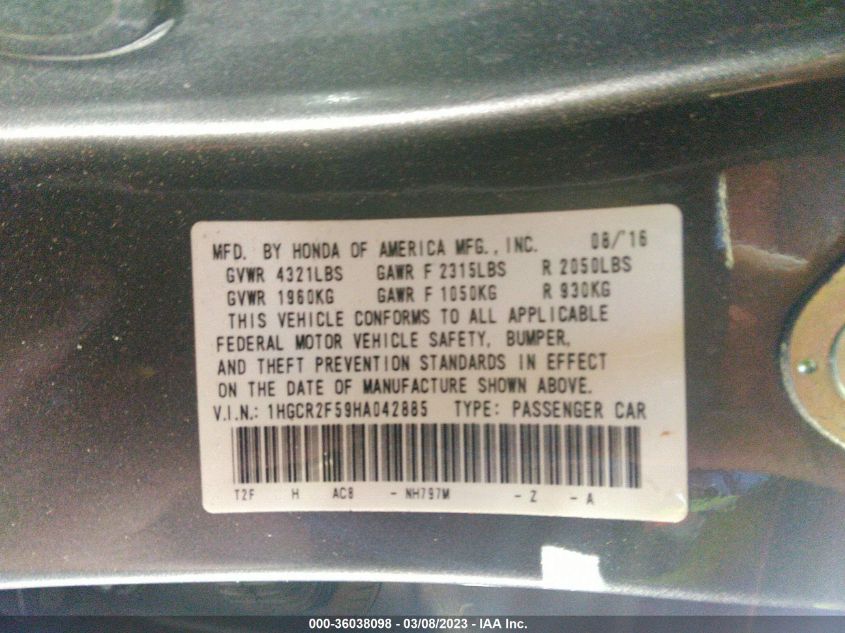 MFD. BY HONDA OF AMERICA MFG., INC. 08/'16
GVWR 4321LBS GAWR F 2315LBS R 2050LBS
GVWR 1960KG GAWR F 1050KG R 930KG
THIS VEHICLE CONFORMS TO ALL APPLICABLE
FEDERAL MOTOR VEHICLE SAFETY, BUMPER,
AND THEFT PREVENTION STANDARDS IN EFFECT
ON THE DATE OF MANUFACTURE SHOWN ABOVE.
V.I.N.: 1HGCR2F59HA042885 TYPE: PASSENGER CAR
T2F H AC8 - NH797M - Z - A
000-36038098 - 03/08/2023 - IAA Inc.